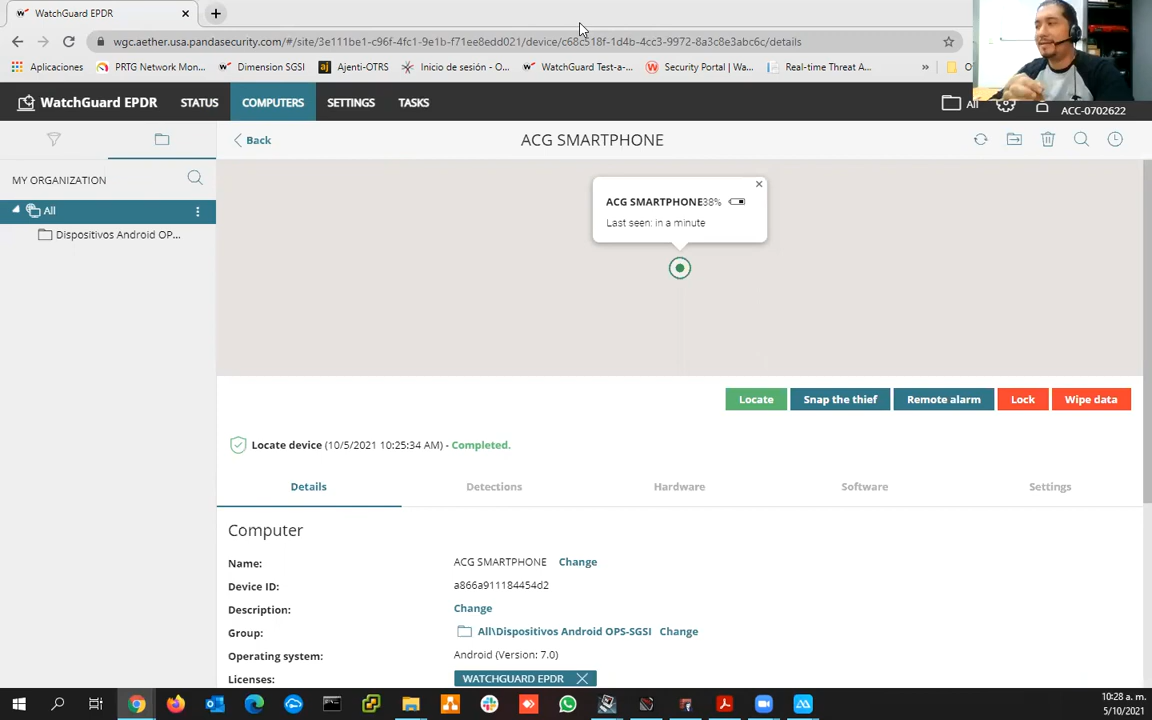 WatchGuard EPDR
wgc.aether.usa.pandasecurity.com/#/site/3e111be1-c96f-4fc1-9e1b-f71ee8edd021/device/c68c518f-1d4b-4cc3-9972-8a3c8e3abc6c/details
Aplicaciones PRTG Network Mon... Dimension SGSI Ajenti-OTRS Inicio de sesión - O... WatchGuard Test-a-... Security Portal | Wa... Real-time Threat A... »
WatchGuard EPDR STATUS COMPUTERS SETTINGS TASKS All
ACC-0702622
Back ACG SMARTPHONE
MY ORGANIZATION
All
Dispositivos Android OP...
ACG SMARTPHONE38%
Last seen: in a minute
Locate Snap the thief Remote alarm Lock Wipe data
Locate device (10/5/2021 10:25:34 AM) - Completed.
Details Detections Hardware Software Settings
Computer
Name: ACG SMARTPHONE Change
Device ID: a866a911184454d2
Description: Change
Group: All\Dispositivos Android OPS-SGSI Change
Operating system: Android (Version: 7.0)
Licenses: WATCHGUARD EPDR
10:28 a. m.
5/10/2021